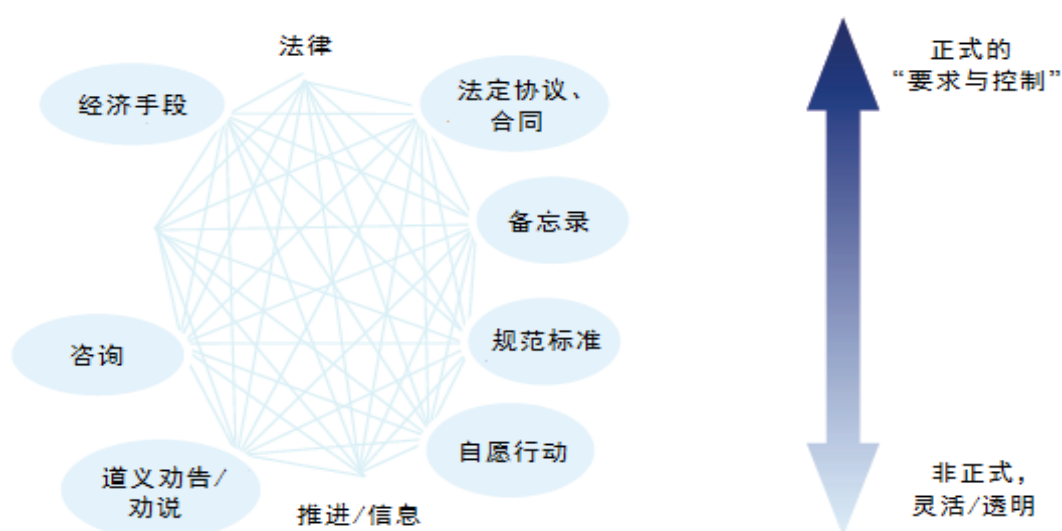 法律
经济手段
法定协议、
合同
备忘录
咨询
规范标准
自愿行动
道义劝告/
劝说
推进/信息
正式的
“要求与控制”
非正式，
灵活/透明